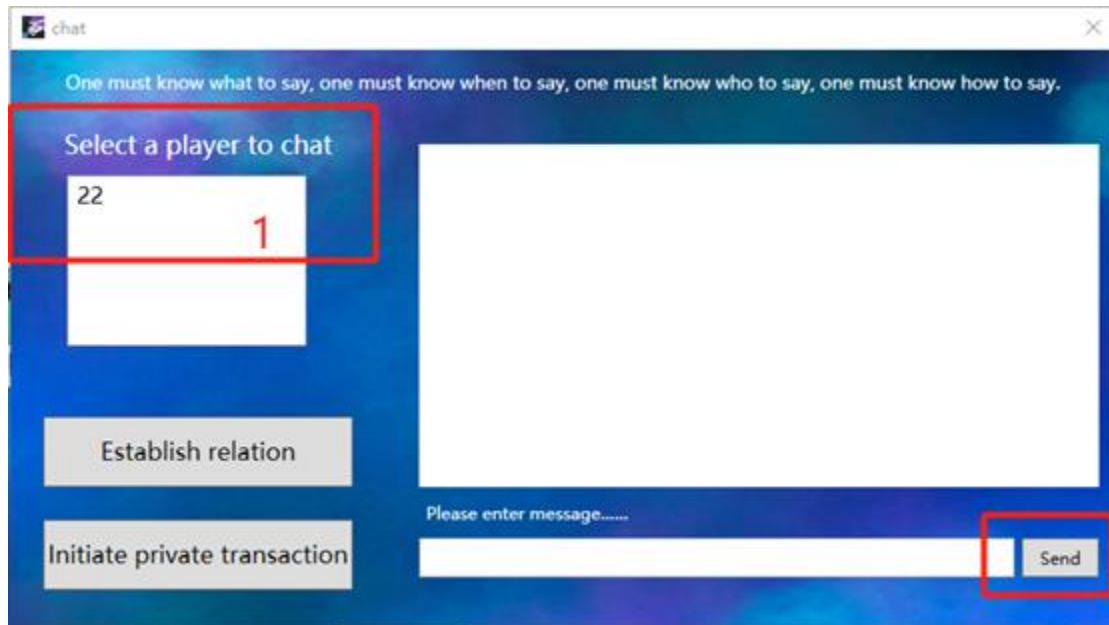 chat
One must know what to say, one must know when to say, one must know who to say, one must know how to say.
Select a player to chat
22
1
Establish relation
Initiate private transaction
Please enter message......
Send